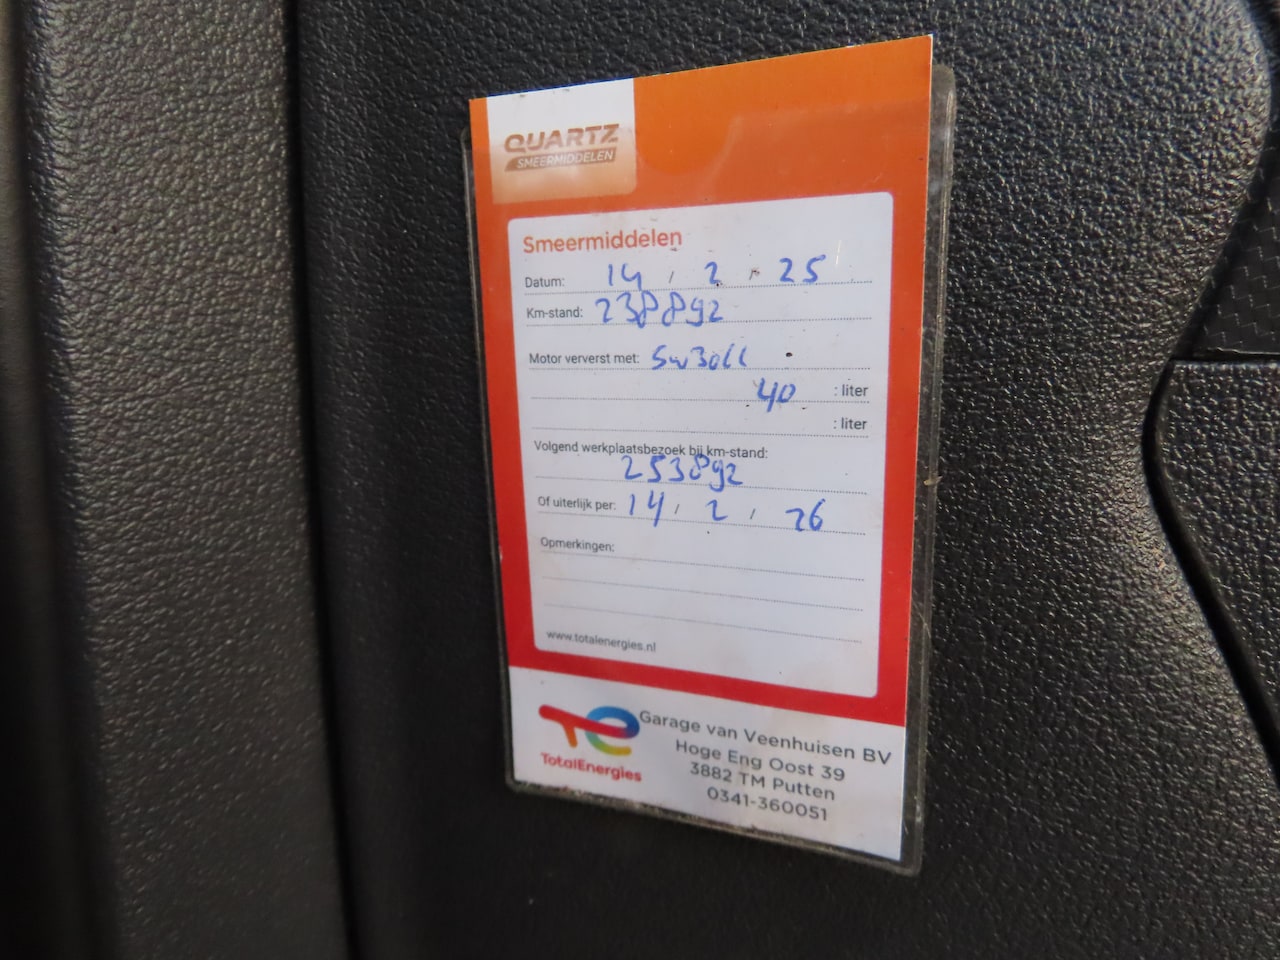 QUARTZ
SMEERMIDDELEN
Smeermiddelen
Datum: 14 / 2 / 25
Km-stand: 238892
Motor ververst met: 5w30ll
40 : liter
: liter
Volgend werkplaatsbezoek bij km-stand:
253892
Of uiterlijk per: 14 / 2 / 26
Opmerkingen:
www.totalenergies.nl
TotalEnergies
Garage van Veenhuisen BV
Hoge Eng Oost 39
3882 TM Putten
0341-360051